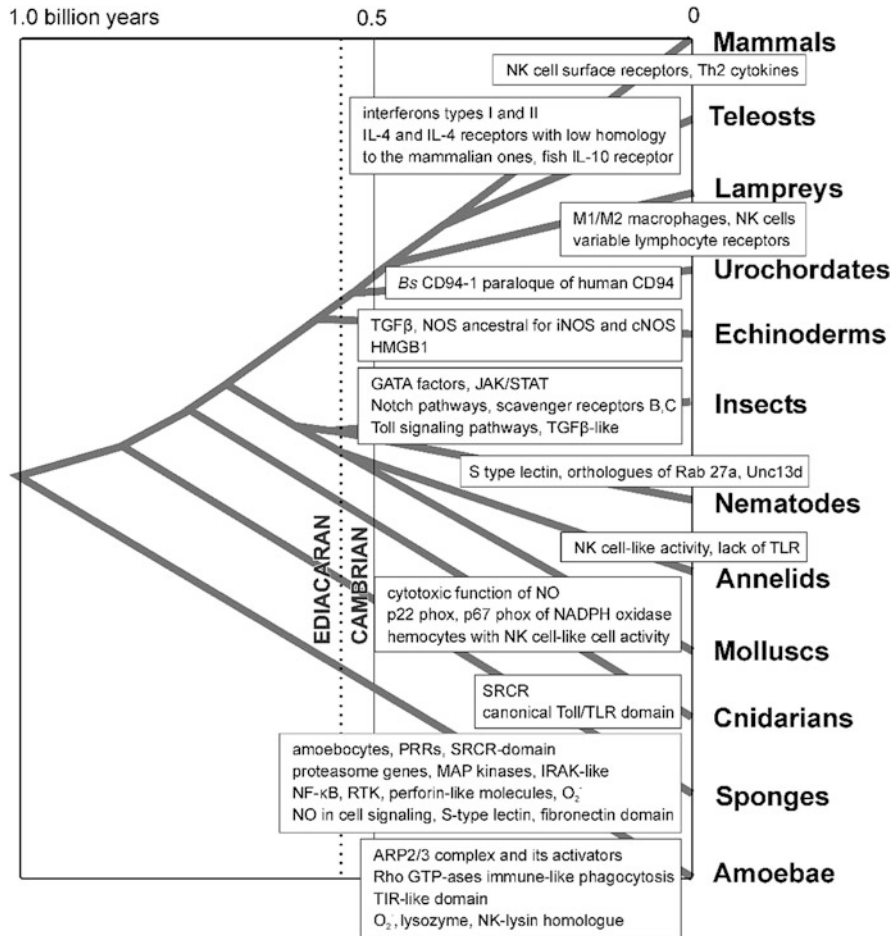 1.0 billion years 0.5 0
Mammals
NK cell surface receptors, Th2 cytokines
Teleosts
interferons types I and II
IL-4 and IL-4 receptors with low homology
to the mammalian ones, fish IL-10 receptor
Lampreys
M1/M2 macrophages, NK cells
variable lymphocyte receptors
Urochordates
Bs CD94-1 paraloque of human CD94
Echinoderms
TGFβ, NOS ancestral for iNOS and cNOS
HMGB1
Insects
GATA factors, JAK/STAT
Notch pathways, scavenger receptors B,C
Toll signaling pathways, TGFβ-like
S type lectin, orthologues of Rab 27a, Unc13d
Nematodes
NK cell-like activity, lack of TLR
Annelids
EDIACARAN
CAMBRIAN
cytotoxic function of NO
p22 phox, p67 phox of NADPH oxidase
hemocytes with NK cell-like cell activity
Molluscs
SRCR
canonical Toll/TLR domain
Cnidarians
amoebocytes, PRRs, SRCR-domain
proteasome genes, MAP kinases, IRAK-like
NF-κB, RTK, perforin-like molecules, O₂⁻
NO in cell signaling, S-type lectin, fibronectin domain
Sponges
ARP2/3 complex and its activators
Rho GTP-ases immune-like phagocytosis
TIR-like domain
O₂⁻, lysozyme, NK-lysin homologue
Amoebae